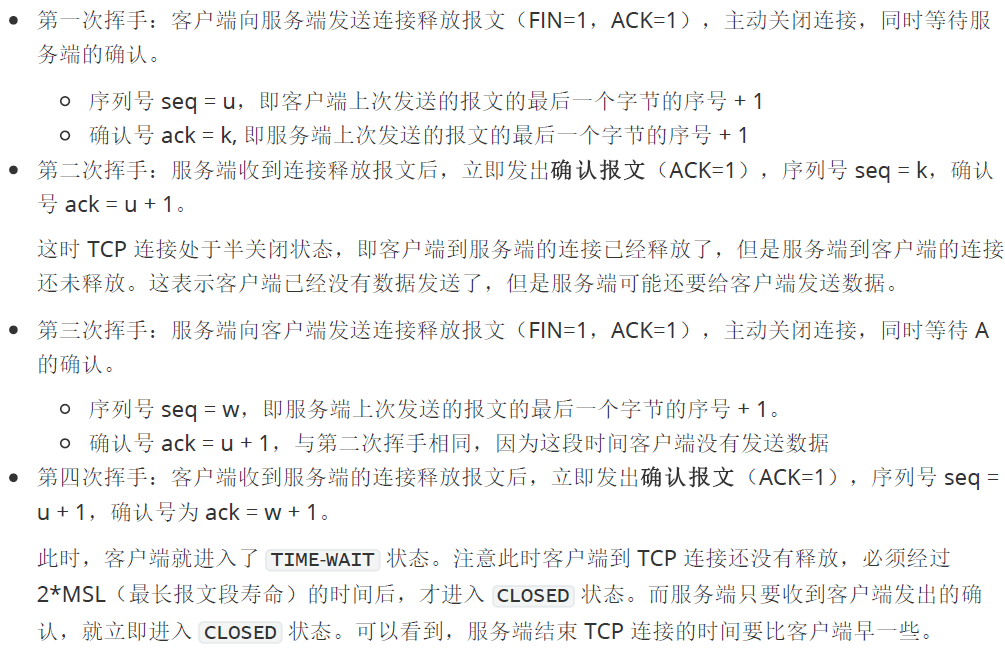 第一次挥手：客户端向服务端发送连接释放报文（FIN=1，ACK=1），主动关闭连接，同时等待服
务端的确认。
序列号 seq = u，即客户端上次发送的报文的最后一个字节的序号 + 1
确认号 ack = k, 即服务端上次发送的报文的最后一个字节的序号 + 1
第二次挥手：服务端收到连接释放报文后，立即发出确认报文（ACK=1），序列号 seq = k，确认
号 ack = u + 1。
这时 TCP 连接处于半关闭状态，即客户端到服务端的连接已经释放了，但是服务端到客户端的连接
还未释放。这表示客户端已经没有数据发送了，但是服务端可能还要给客户端发送数据。
第三次挥手：服务端向客户端发送连接释放报文（FIN=1，ACK=1），主动关闭连接，同时等待 A
的确认。
序列号 seq = w，即服务端上次发送的报文的最后一个字节的序号 + 1。
确认号 ack = u + 1，与第二次挥手相同，因为这段时间客户端没有发送数据
第四次挥手：客户端收到服务端的连接释放报文后，立即发出确认报文（ACK=1），序列号 seq =
u + 1，确认号为 ack = w + 1。
此时，客户端就进入了 TIME-WAIT 状态。注意此时客户端到 TCP 连接还没有释放，必须经过
2*MSL（最长报文段寿命）的时间后，才进入 CLOSED 状态。而服务端只要收到客户端发出的确
认，就立即进入 CLOSED 状态。可以看到，服务端结束 TCP 连接的时间要比客户端早一些。